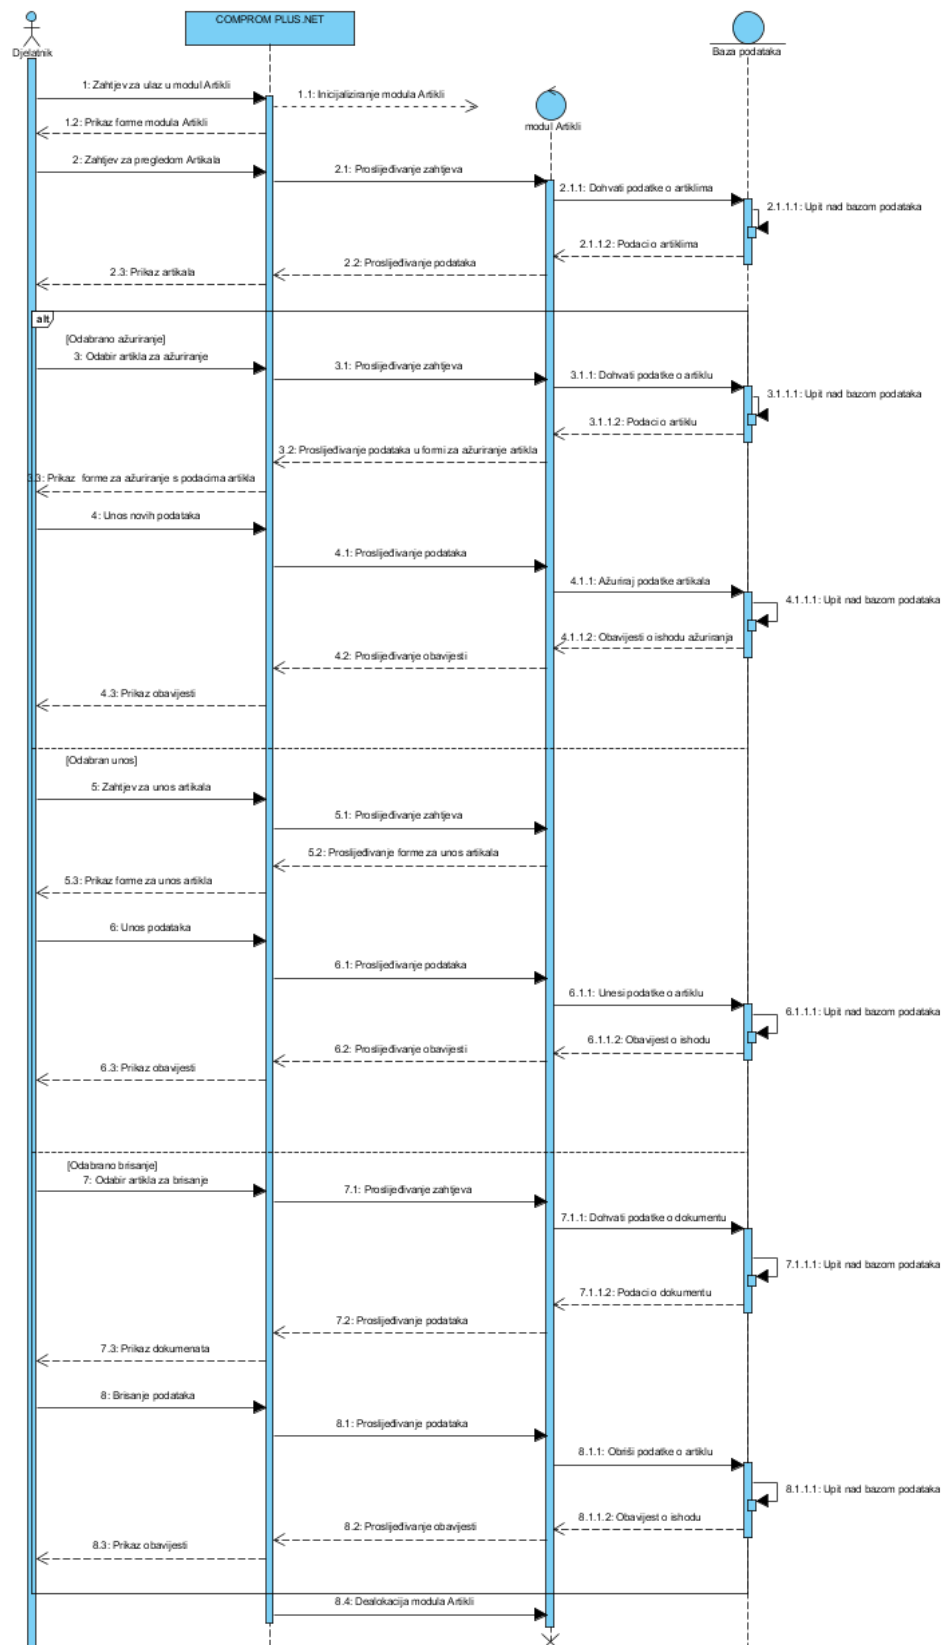 COMPROM PLUS.NET
Djelatnik
Baza podataka
modul Artikli
1: Zahtjev za ulaz u modul Artikli
1.1: Inicijaliziranje modula Artikli
1.2: Prikaz forme modula Artikli
2: Zahtjev za pregledom Artikala
2.1: Proslijeđivanje zahtjeva
2.1.1: Dohvati podatke o artiklima
2.1.1.1: Upit nad bazom podataka
2.1.1.2: Podaci o artiklima
2.2: Proslijeđivanje podataka
2.3: Prikaz artikala
alt
[Odabrano ažuriranje]
3: Odabir artikla za ažuriranje
3.1: Proslijeđivanje zahtjeva
3.1.1: Dohvati podatke o artiklu
3.1.1.1: Upit nad bazom podataka
3.1.1.2: Podaci o artiklu
3.2: Proslijeđivanje podataka u formi za ažuriranje artikla
3.3: Prikaz forme za ažuriranje s podacima artikla
4: Unos novih podataka
4.1: Proslijeđivanje podataka
4.1.1: Ažuriraj podatke artikala
4.1.1.1: Upit nad bazom podataka
4.1.1.2: Obavijesti o ishodu ažuriranja
4.2: Proslijeđivanje obavijesti
4.3: Prikaz obavijesti
[Odabran unos]
5: Zahtjev za unos artikala
5.1: Proslijeđivanje zahtjeva
5.2: Proslijeđivanje forme za unos artikala
5.3: Prikaz forme za unos artikla
6: Unos podataka
6.1: Proslijeđivanje podataka
6.1.1: Unesi podatke o artiklu
6.1.1.1: Upit nad bazom podataka
6.1.1.2: Obavijest o ishodu
6.2: Proslijeđivanje obavijesti
6.3: Prikaz obavijesti
[Odabrano brisanje]
7: Odabir artikla za brisanje
7.1: Proslijeđivanje zahtjeva
7.1.1: Dohvati podatke o dokumentu
7.1.1.1: Upit nad bazom podataka
7.1.1.2: Podaci o dokumentu
7.2: Proslijeđivanje podataka
7.3: Prikaz dokumenata
8: Brisanje podataka
8.1: Proslijeđivanje podataka
8.1.1: Obriši podatke o artiklu
8.1.1.1: Upit nad bazom podataka
8.1.1.2: Obavijest o ishodu
8.2: Proslijeđivanje obavijesti
8.3: Prikaz obavijesti
8.4: Dealokacija modula Artikli